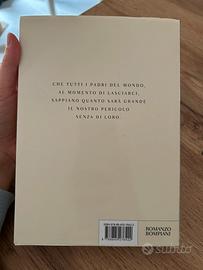 CHE TUTTI I PADRI DEL MONDO,
AL MOMENTO DI LASCIARCI,
SAPPIANO QUANTO SARÀ GRANDE
IL NOSTRO PERICOLO
SENZA DI LORO.
ROMANZO
BOMPIANI
subito